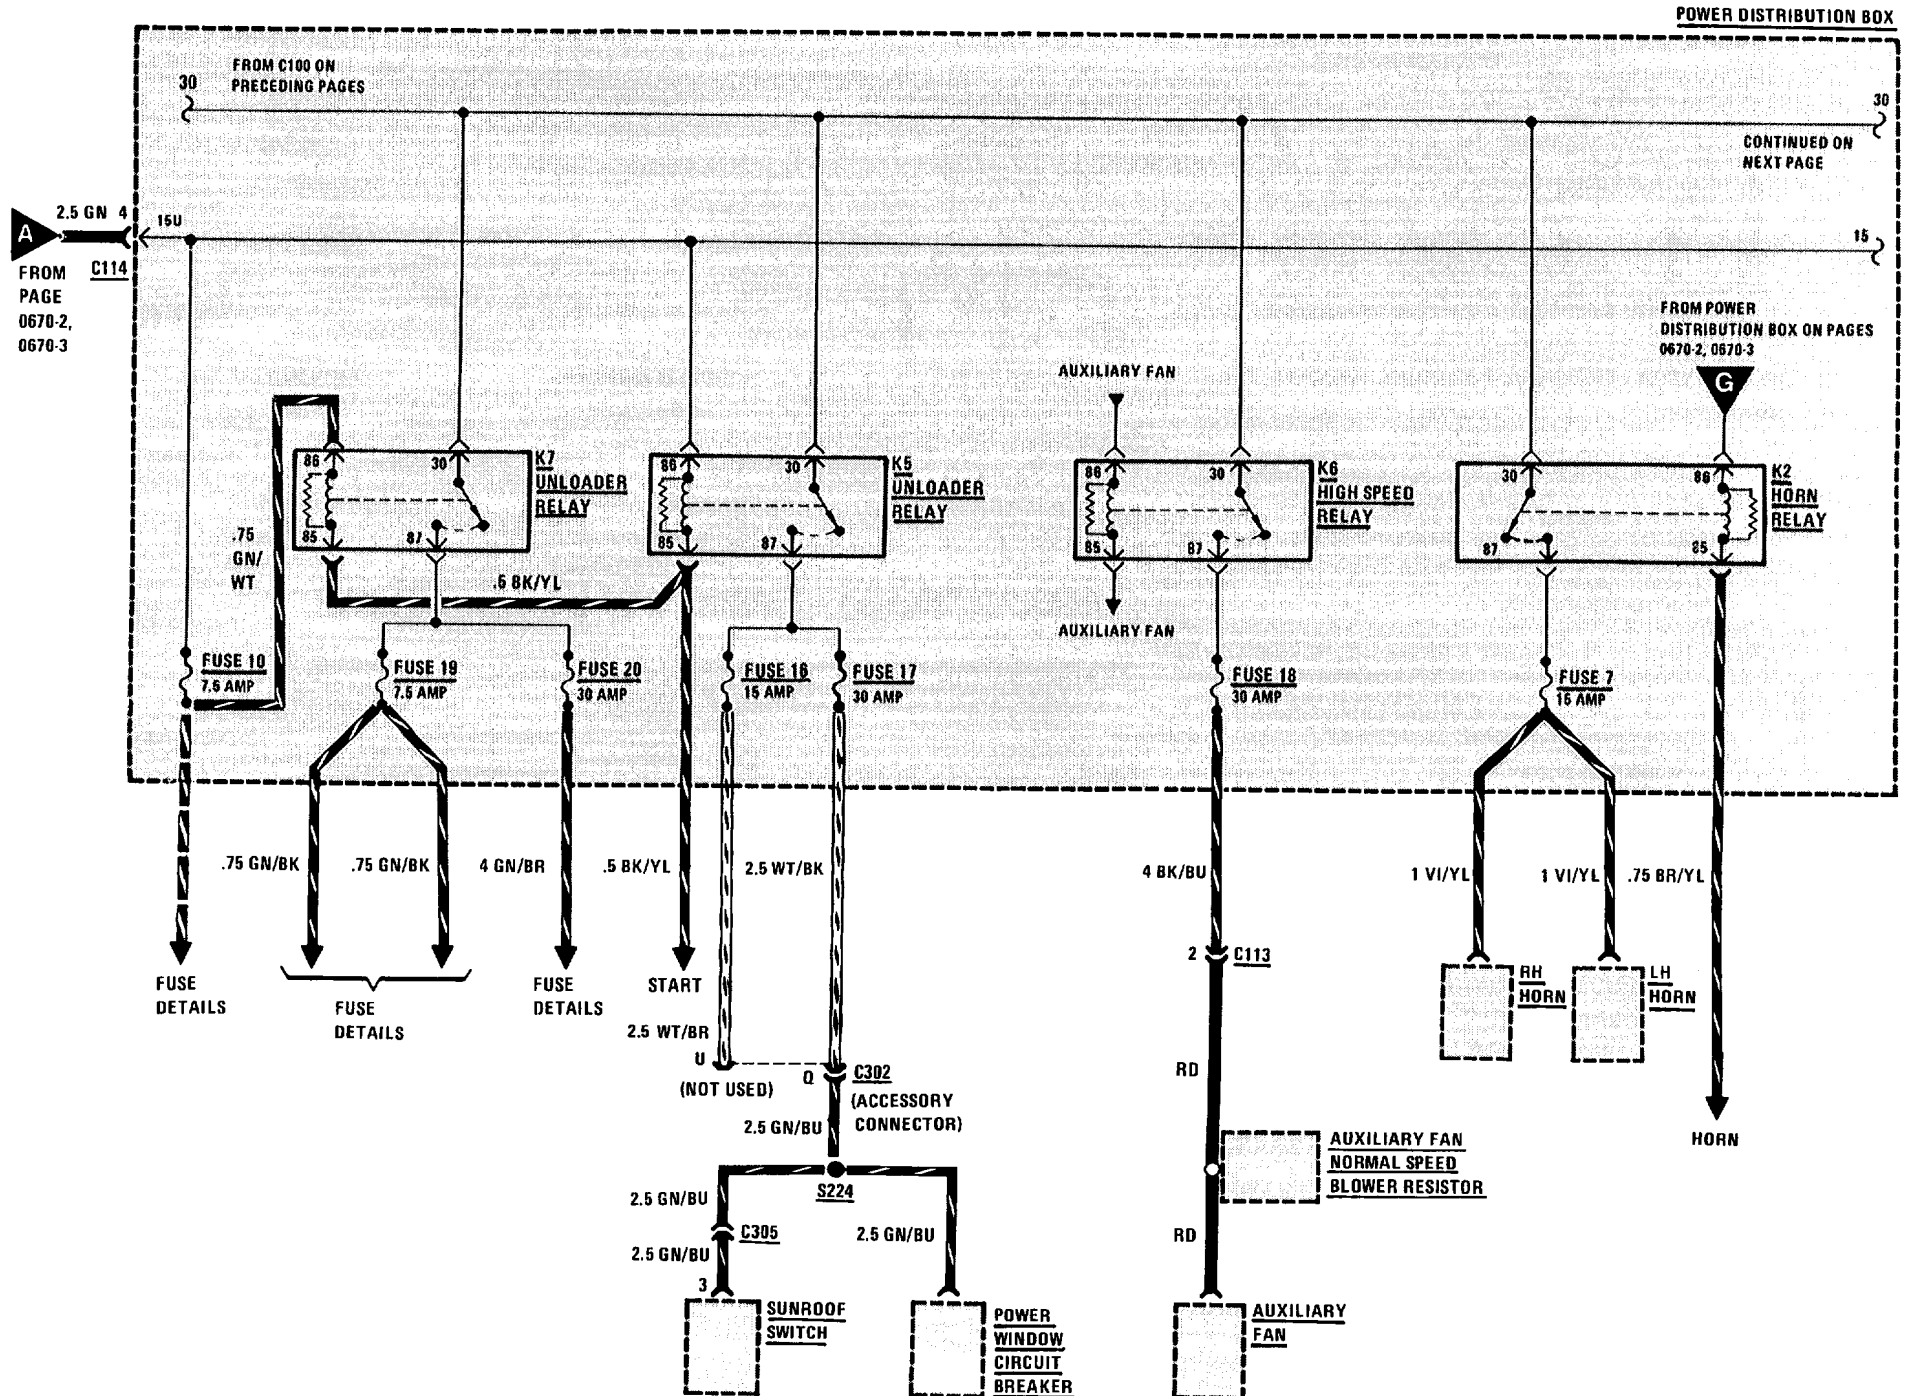 POWER DISTRIBUTION BOX
FROM C100 ON
PRECEDING PAGES
30
30
CONTINUED ON
NEXT PAGE
2.5 GN 4
15U
A
C114
FROM
PAGE
0670-2,
0670-3
15
FROM POWER
DISTRIBUTION BOX ON PAGES
0670-2, 0670-3
G
AUXILIARY FAN
86
30
85
87
K7
UNLOADER
RELAY
86
30
85
87
K5
UNLOADER
RELAY
86
30
85
87
K6
HIGH SPEED
RELAY
30
86
87
85
K2
HORN
RELAY
.75
GN/
WT
.5 BK/YL
AUXILIARY FAN
FUSE 10
7.5 AMP
FUSE 19
7.5 AMP
FUSE 20
30 AMP
FUSE 16
15 AMP
FUSE 17
30 AMP
FUSE 18
30 AMP
FUSE 7
15 AMP
.75 GN/BK
.75 GN/BK
4 GN/BR
.5 BK/YL
2.5 WT/BK
4 BK/BU
1 VI/YL
1 VI/YL
.75 BR/YL
FUSE
DETAILS
FUSE
DETAILS
FUSE
DETAILS
START
2 C113
RH
HORN
LH
HORN
2.5 WT/BR
U
(NOT USED)
Q
C302
(ACCESSORY
CONNECTOR)
RD
HORN
2.5 GN/BU
S224
AUXILIARY FAN
NORMAL SPEED
BLOWER RESISTOR
2.5 GN/BU
C305
2.5 GN/BU
2.5 GN/BU
RD
3
SUNROOF
SWITCH
POWER
WINDOW
CIRCUIT
BREAKER
AUXILIARY
FAN